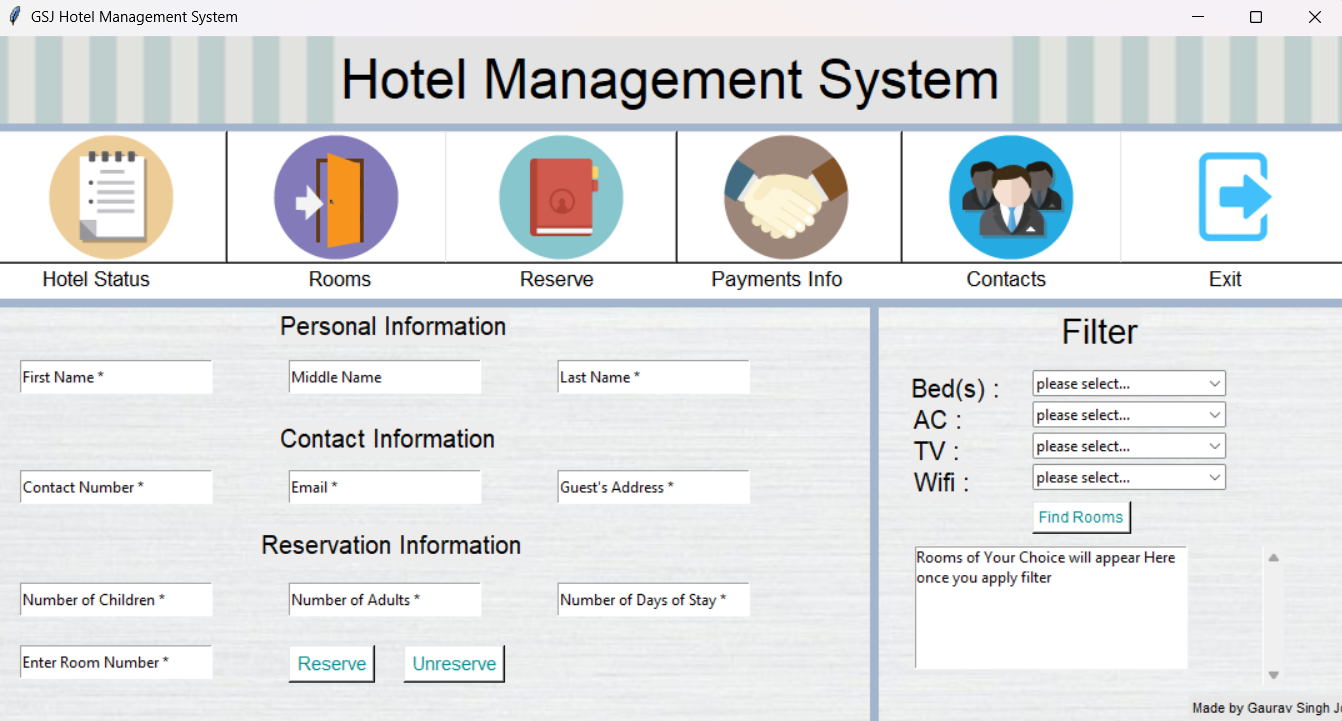 GSJ Hotel Management System
Hotel Management System
Hotel Status
Rooms
Reserve
Payments Info
Contacts
Exit
Personal Information
First Name *
Middle Name
Last Name *
Contact Information
Contact Number *
Email *
Guest's Address *
Reservation Information
Number of Children *
Number of Adults *
Number of Days of Stay *
Enter Room Number *
Reserve
Unreserve
Filter
Bed(s) :
please select...
AC :
please select...
TV :
please select...
Wifi :
please select...
Find Rooms
Rooms of Your Choice will appear Here
once you apply filter
Made by Gaurav Singh